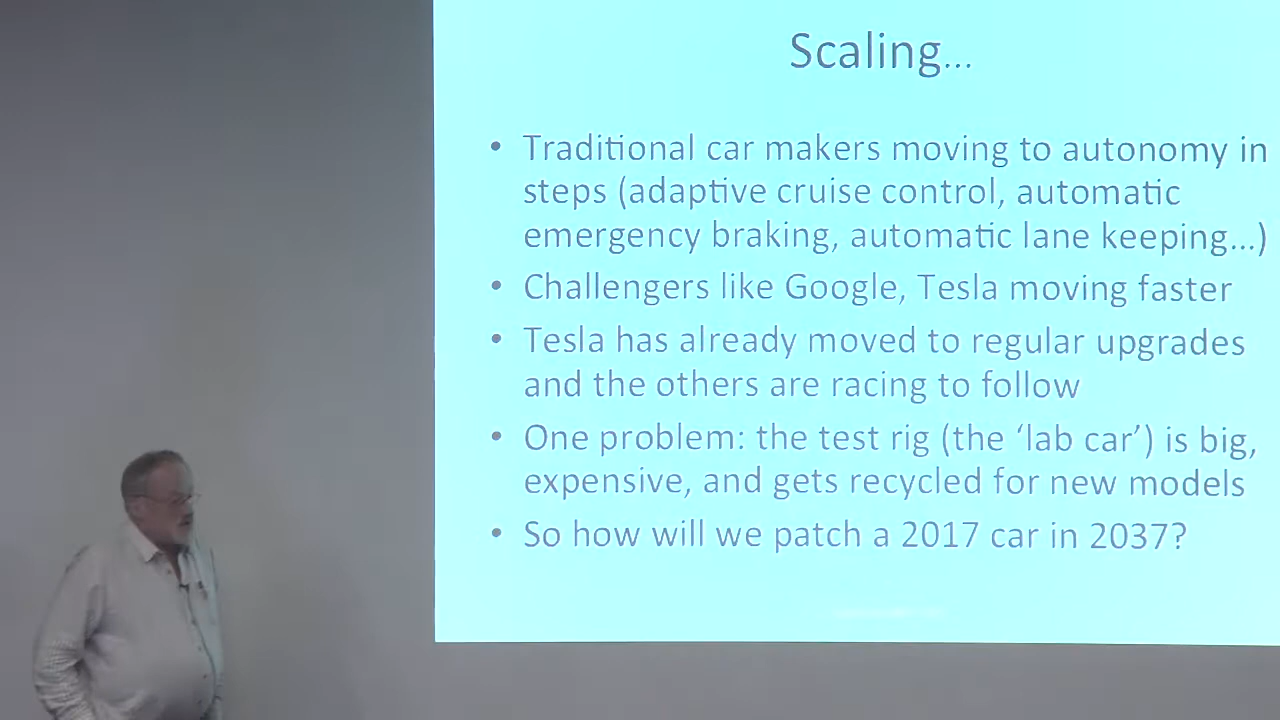 Scaling...
• Traditional car makers moving to autonomy in
steps (adaptive cruise control, automatic
emergency braking, automatic lane keeping...)
• Challengers like Google, Tesla moving faster
• Tesla has already moved to regular upgrades
and the others are racing to follow
• One problem: the test rig (the ‘lab car’) is big,
expensive, and gets recycled for new models
• So how will we patch a 2017 car in 2037?